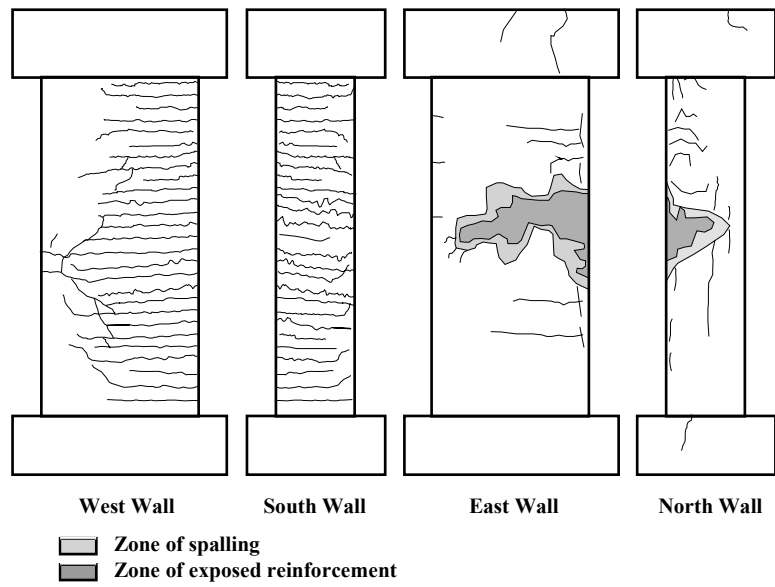 West Wall South Wall East Wall North Wall
Zone of spalling
Zone of exposed reinforcement